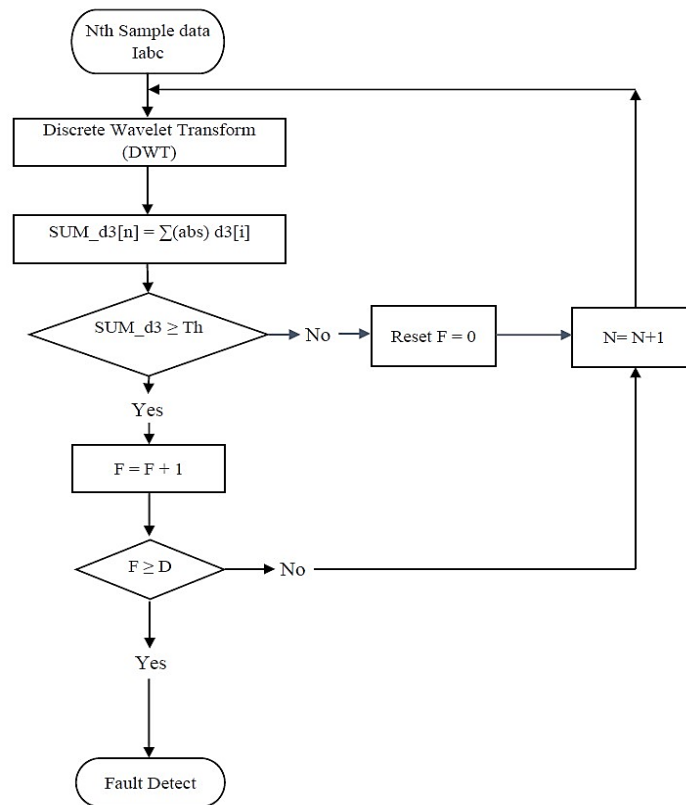 Nth Sample data
Iabc
Discrete Wavelet Transform
(DWT)
SUM_d3[n] = ∑(abs) d3[i]
SUM_d3 ≥ Th
No
Reset F = 0
N= N+1
Yes
F = F + 1
F ≥ D
No
Yes
Fault Detect